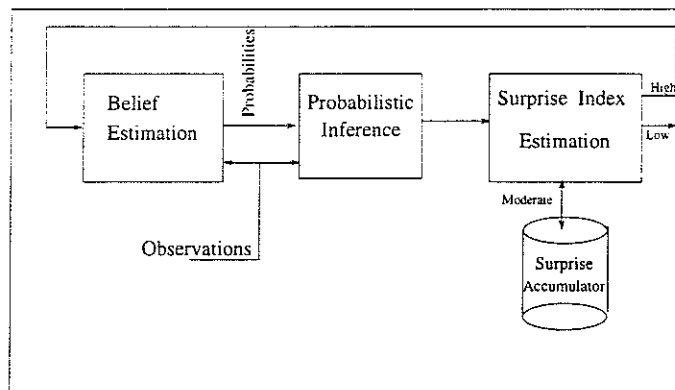 Belief
Estimation
Probabilities
Probabilistic
Inference
Surprise Index
Estimation
High
Low
Moderate
Observations
Surprise
Accumulator